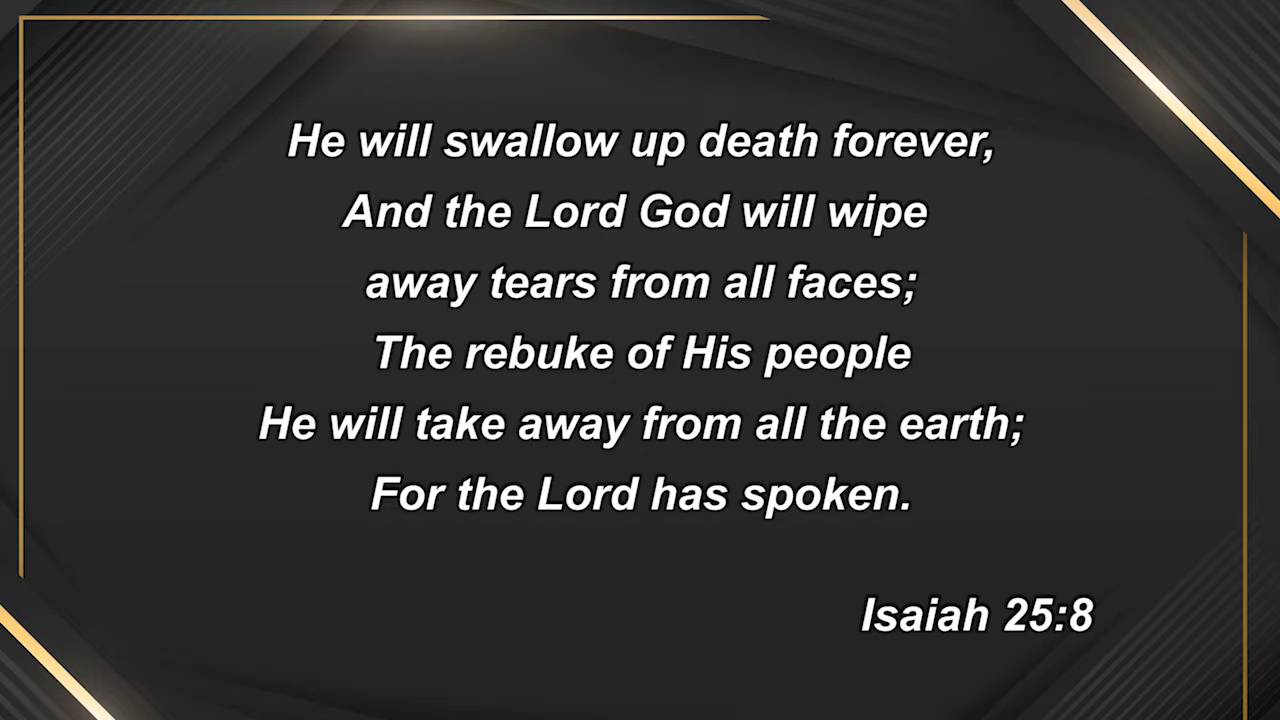 He will swallow up death forever,
And the Lord God will wipe
away tears from all faces;
The rebuke of His people
He will take away from all the earth;
For the Lord has spoken.
Isaiah 25:8